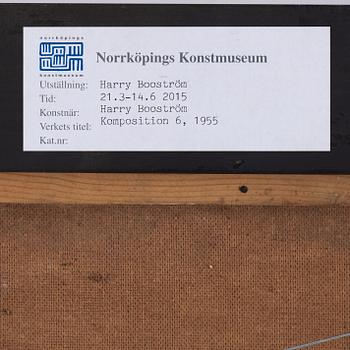 norrköpings
konstmuseum
Norrköpings Konstmuseum
Utställning: Harry Booström
Tid: 21.3-14.6 2015
Konstnär: Harry Booström
Verkets titel: Komposition 6, 1955
Kat.nr: